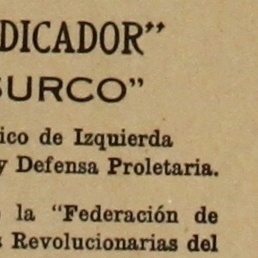 DICADOR”
SURCO”
ico de Izquierda
y Defensa Proletaria.
la “Federación de
s Revolucionarias del